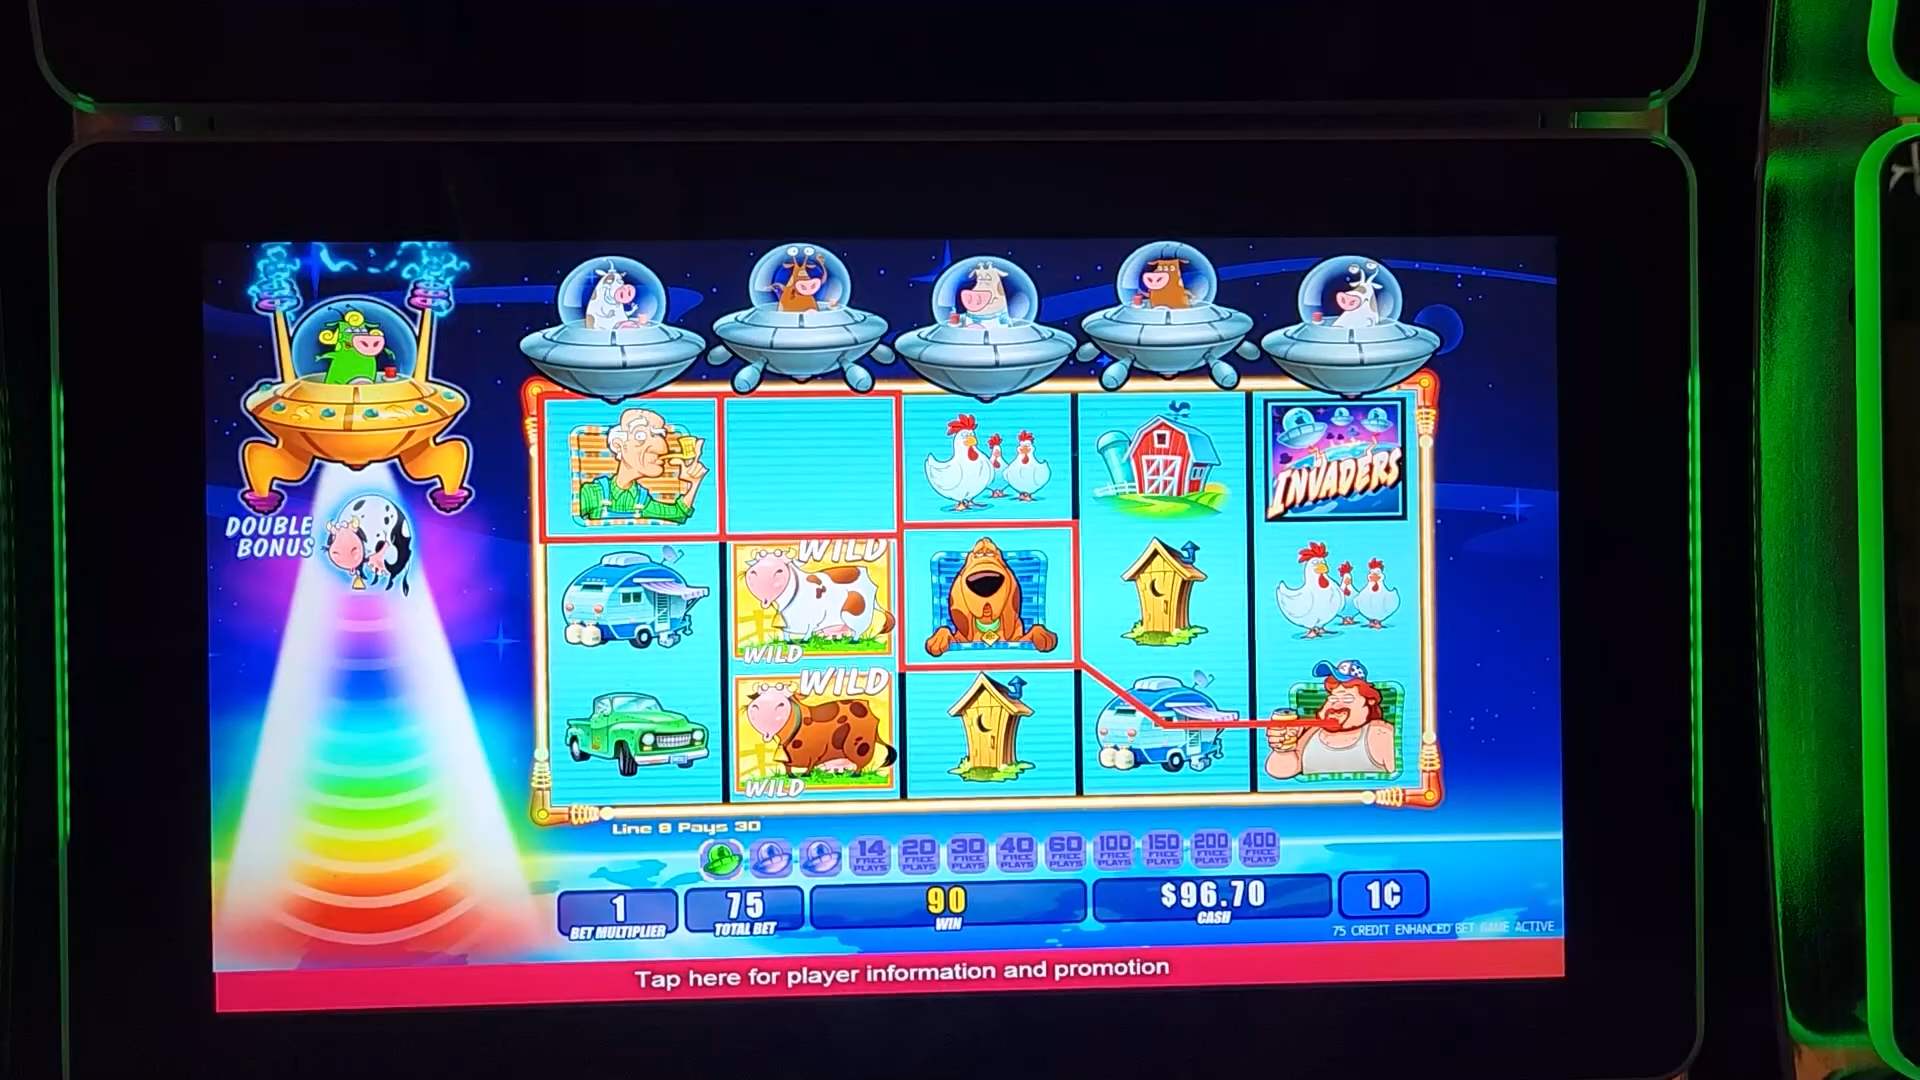 INVADERS
DOUBLE
BONUS
WILD
WILD
WILD
WILD
Line 8 Pays 30
14 FREE PLAYS
20 FREE PLAYS
30 FREE PLAYS
40 FREE PLAYS
60 FREE PLAYS
100 FREE PLAYS
150 FREE PLAYS
200 FREE PLAYS
400 FREE PLAYS
1
BET MULTIPLIER
75
TOTAL BET
90
WIN
$96.70
CASH
1¢
75 CREDIT ENHANCED BET GAME ACTIVE
Tap here for player information and promotion